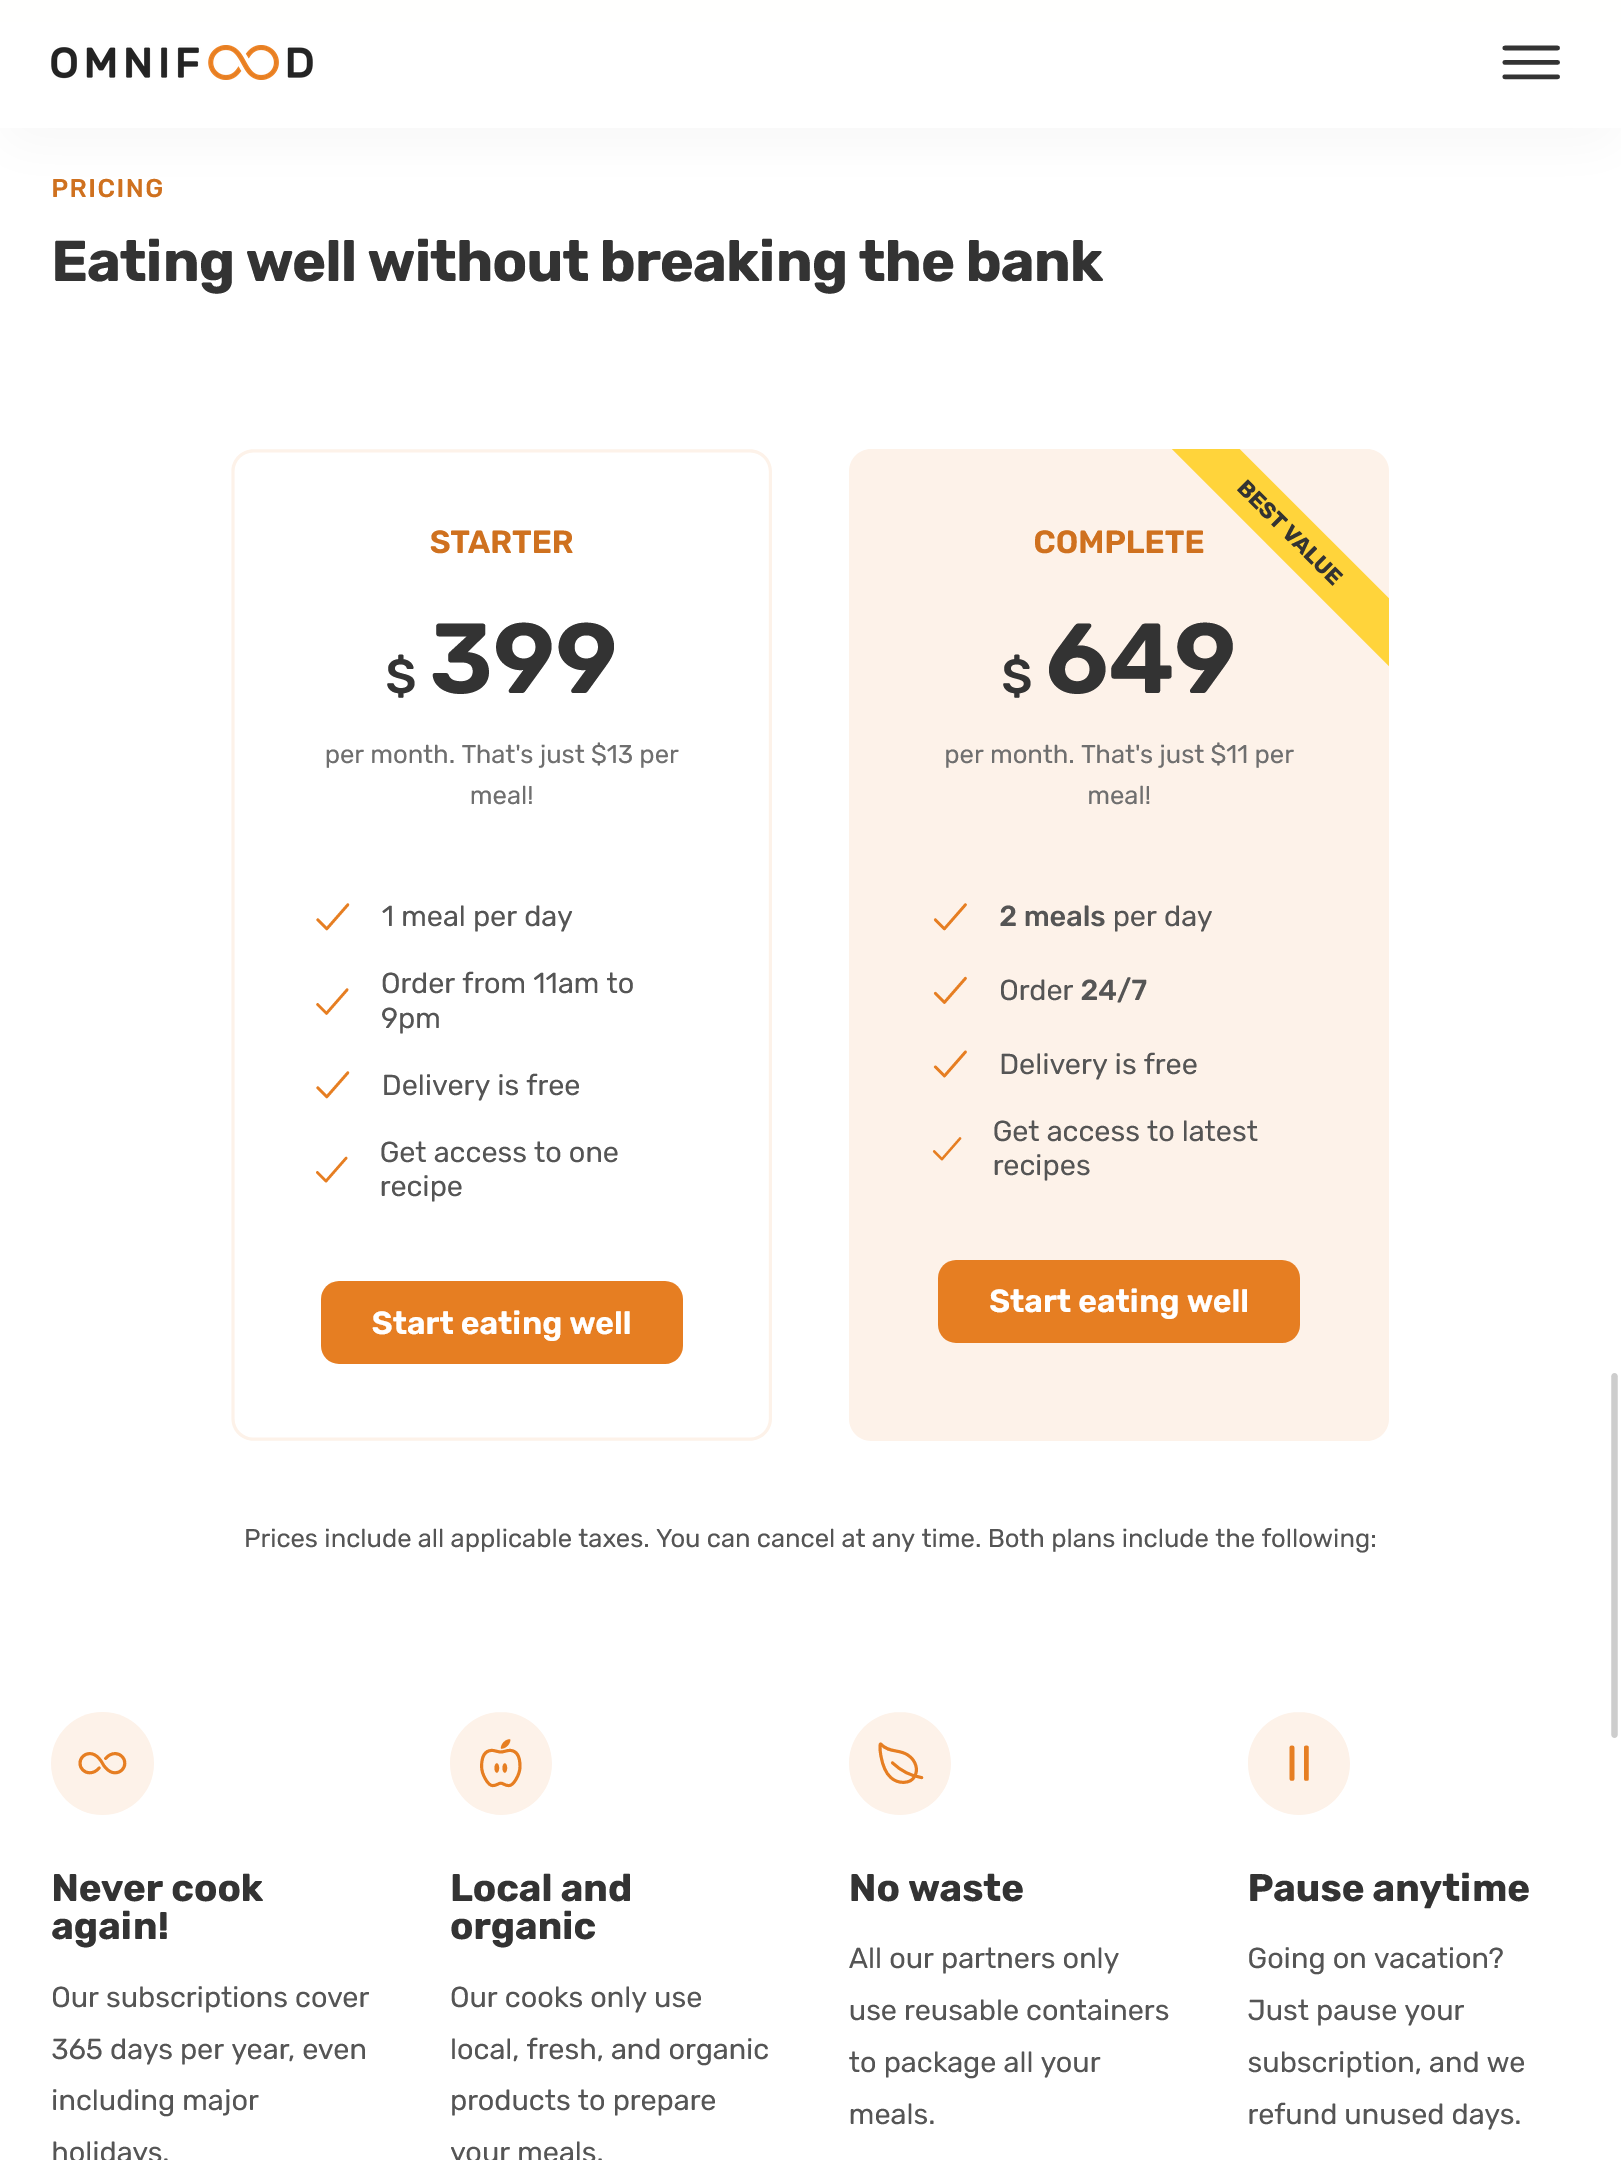 OMNIFOOD
PRICING
Eating well without breaking the bank
STARTER
$ 399
per month. That's just $13 per
meal!
1 meal per day
Order from 11am to
9pm
Delivery is free
Get access to one
recipe
Start eating well
BEST VALUE
COMPLETE
$ 649
per month. That's just $11 per
meal!
2 meals per day
Order 24/7
Delivery is free
Get access to latest
recipes
Start eating well
Prices include all applicable taxes. You can cancel at any time. Both plans include the following:
Never cook
again!
Our subscriptions cover
365 days per year, even
including major
holidays.
Local and
organic
Our cooks only use
local, fresh, and organic
products to prepare
your meals.
No waste
All our partners only
use reusable containers
to package all your
meals.
Pause anytime
Going on vacation?
Just pause your
subscription, and we
refund unused days.